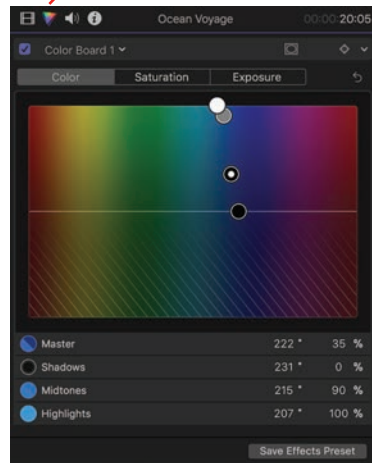 Ocean Voyage 00:00:20:05
Color Board 1
Color Saturation Exposure
Master 222 ° 35 %
Shadows 231 ° 0 %
Midtones 215 ° 90 %
Highlights 207 ° 100 %
Save Effects Preset